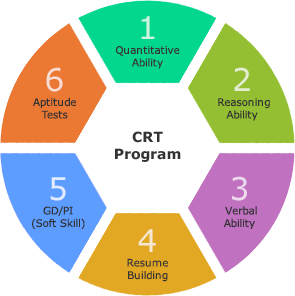 1
Quantitative
Ability
2
Reasoning
Ability
3
Verbal
Ability
4
Resume
Building
5
GD/PI
(Soft Skill)
6
Aptitude
Tests
CRT
Program